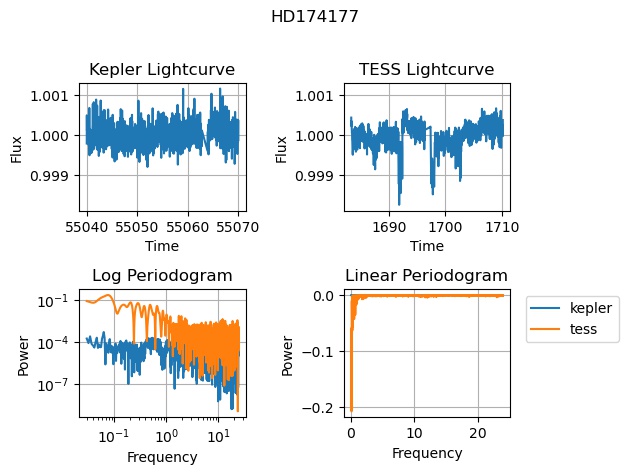 HD174177
Kepler Lightcurve
TESS Lightcurve
1.001
1.000
0.999
Flux
55040 55050 55060 55070
Time
1.001
1.000
0.999
Flux
1690 1700 1710
Time
Log Periodogram
Linear Periodogram
10⁻¹
10⁻⁴
10⁻⁷
Power
10⁻¹ 10⁰ 10¹
Frequency
0.0
−0.1
−0.2
Power
0 20
Frequency
kepler
tess